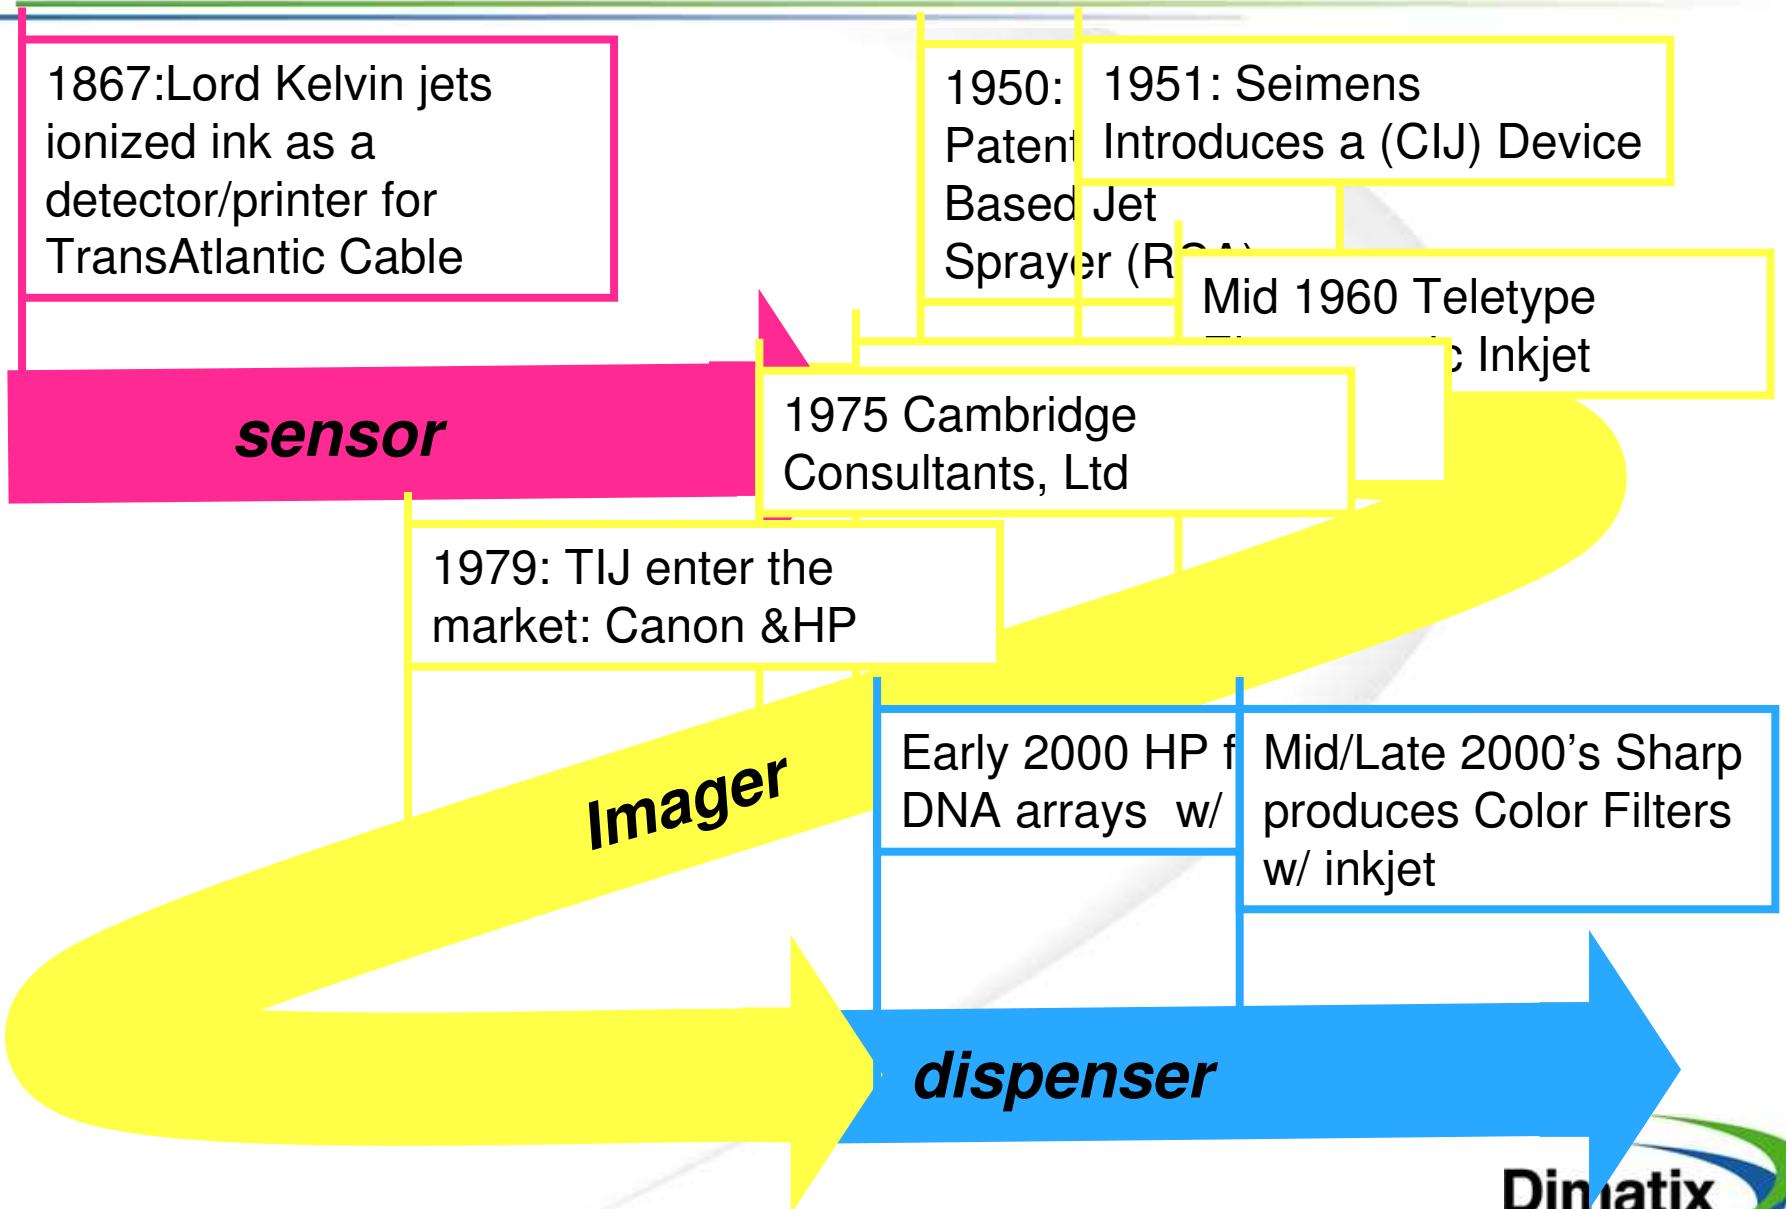 1867:Lord Kelvin jets
ionized ink as a
detector/printer for
TransAtlantic Cable
1950:
Patent
Based Jet
Sprayer
1951: Seimens
Introduces a (CIJ) Device
Mid 1960 Teletype
Inkjet
sensor
1975 Cambridge
Consultants, Ltd
1979: TIJ enter the
market: Canon &HP
Imager
Early 2000 HP
DNA arrays w/
Mid/Late 2000's Sharp
produces Color Filters
w/ inkjet
dispenser
Dimatix